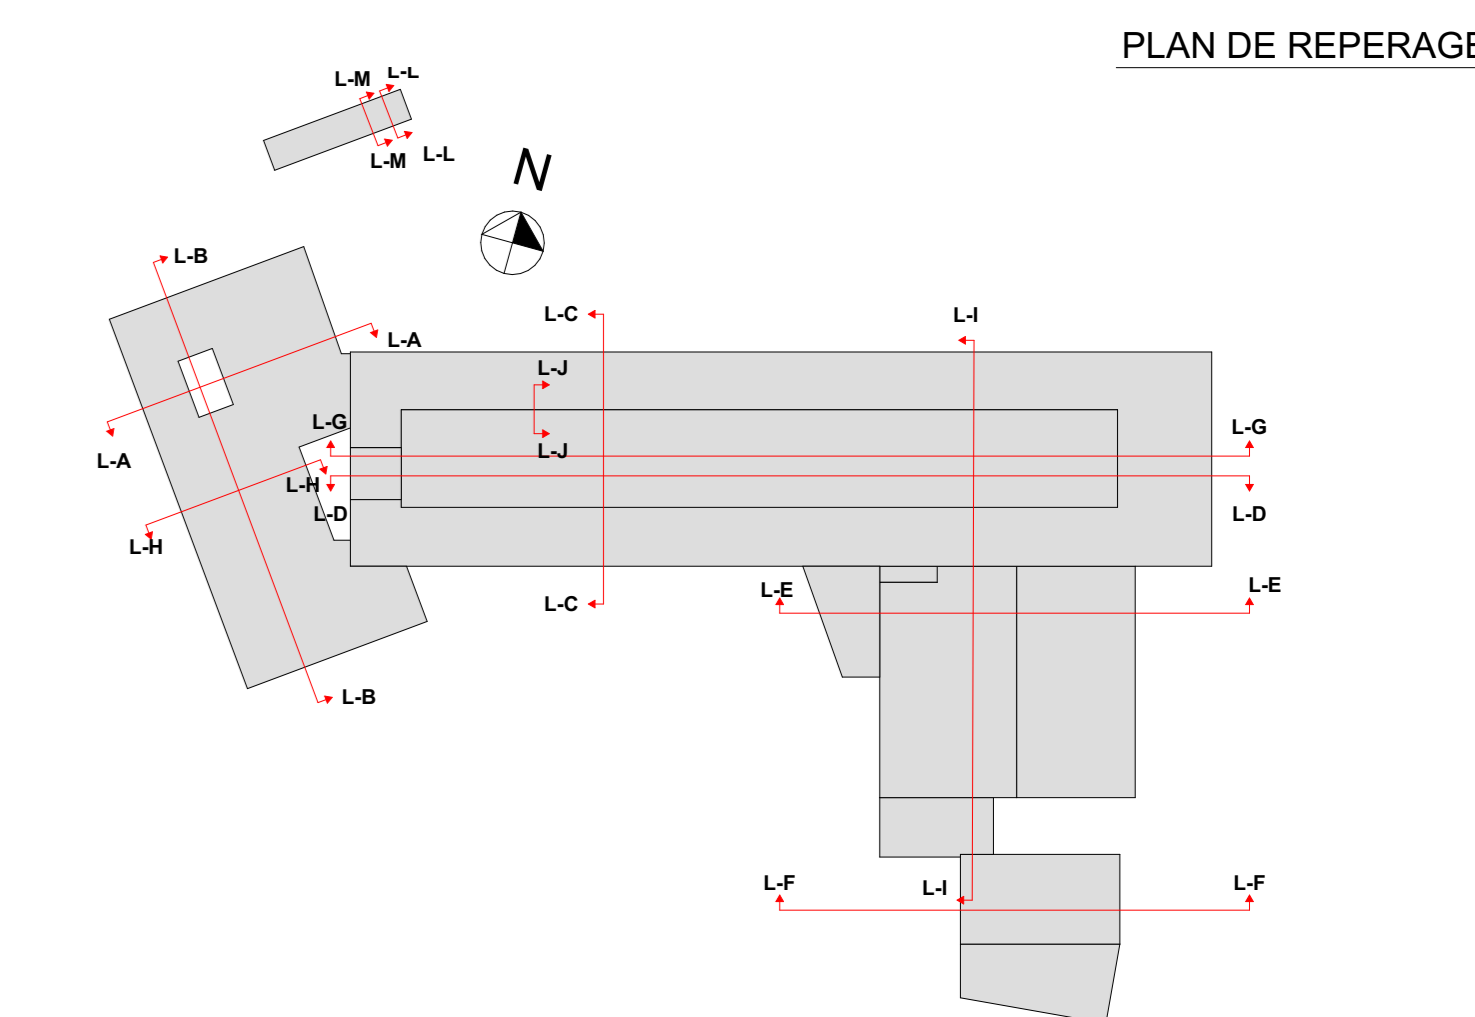 PLAN DE REPERAGE
L-M
L-L
L-M
L-L
N
L-B
L-A
L-C
L-I
L-J
L-G
L-G
L-J
L-A
L-H
L-D
L-D
L-H
L-E
L-E
L-C
L-B
L-F
L-I
L-F